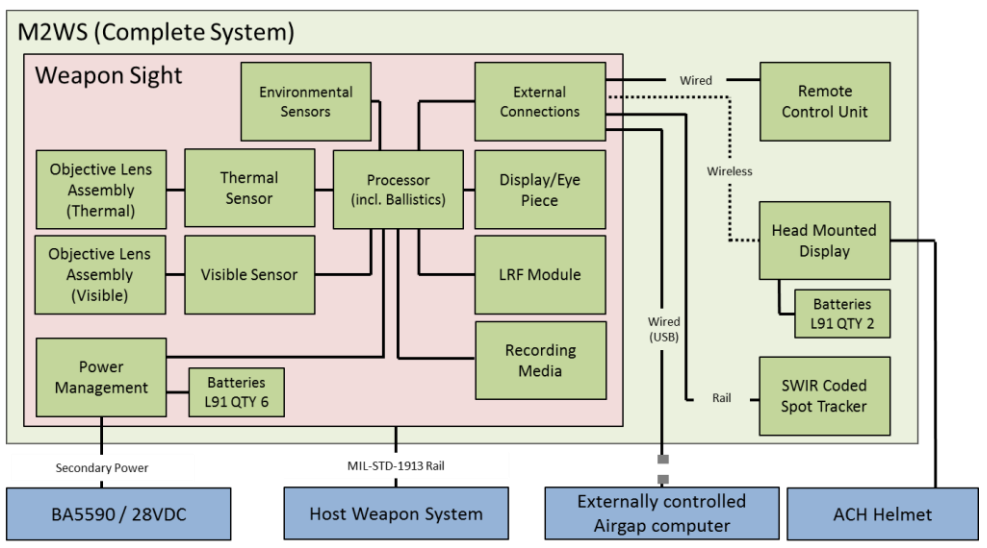 M2WS (Complete System)
Weapon Sight
Environmental
Sensors
External
Connections
Wired
Remote
Control Unit
Objective Lens
Assembly
(Thermal)
Thermal
Sensor
Processor
(incl. Ballistics)
Display/Eye
Piece
Wireless
Head Mounted
Display
Objective Lens
Assembly
(Visible)
Visible Sensor
LRF Module
Batteries
L91 QTY 2
Wired
(USB)
Power
Management
Batteries
L91 QTY 6
Recording
Media
Rail
SWIR Coded
Spot Tracker
Secondary Power
MIL-STD-1913 Rail
BA5590 / 28VDC
Host Weapon System
Externally controlled
Airgap computer
ACH Helmet